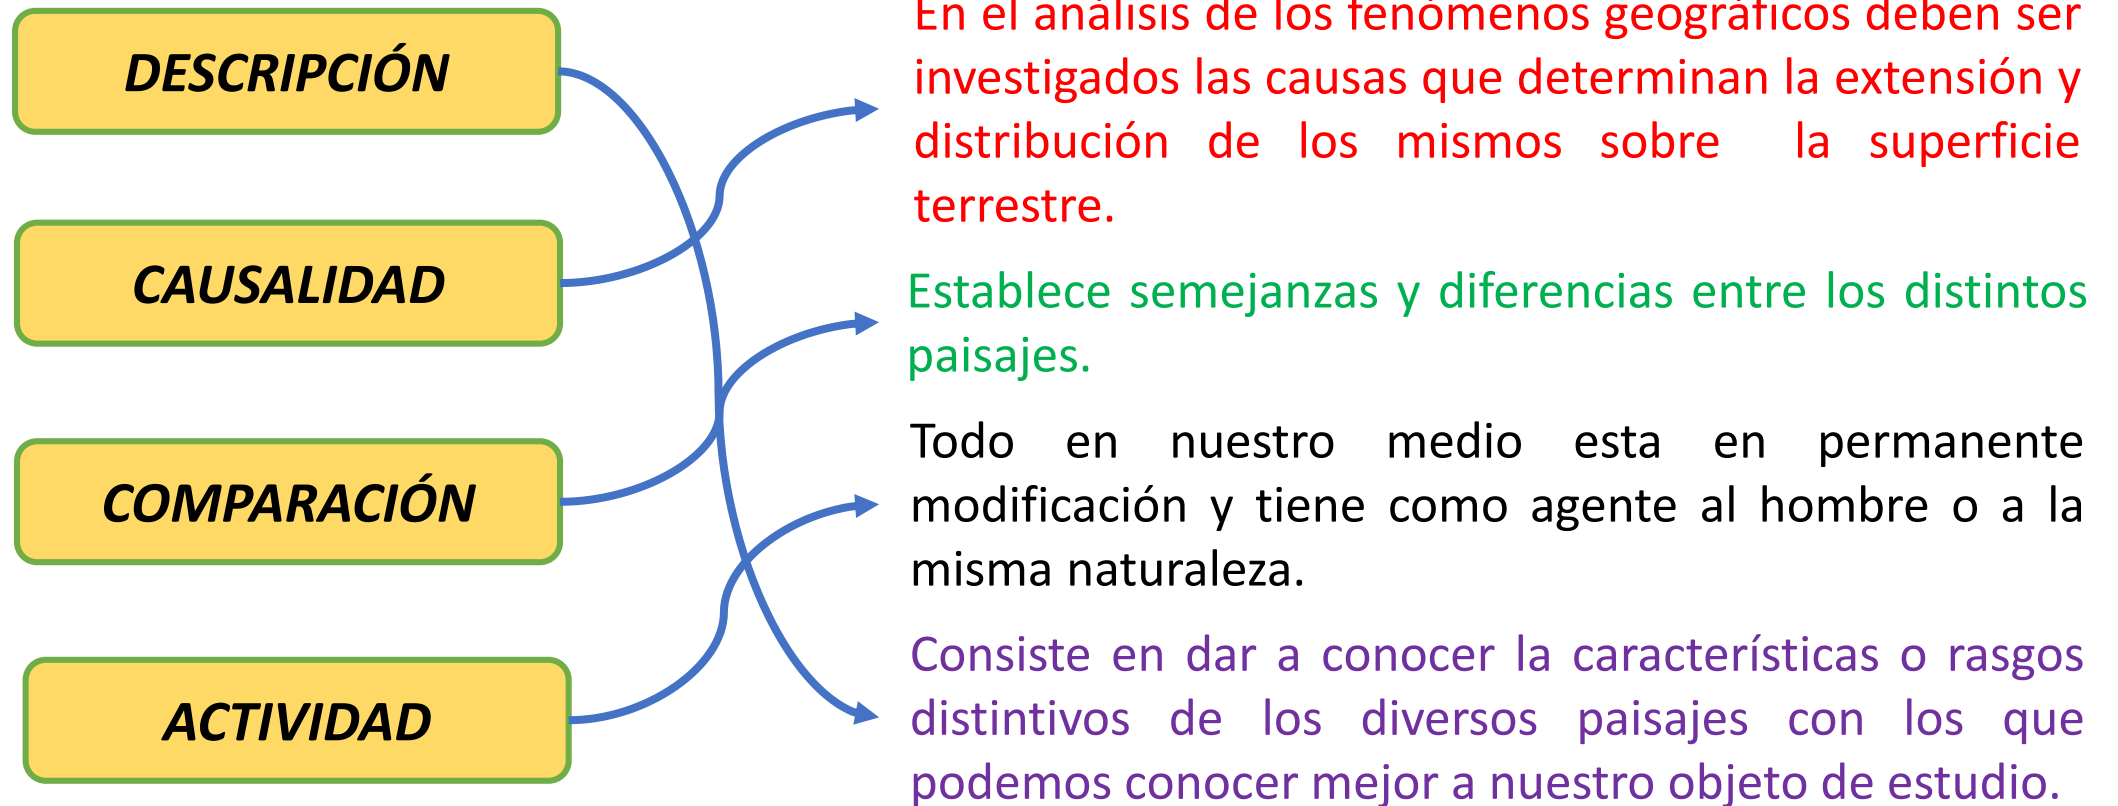 DESCRIPCIÓN
CAUSALIDAD
COMPARACIÓN
ACTIVIDAD
En el análisis de los fenómenos geográficos deben ser
investigados las causas que determinan la extensión y
distribución de los mismos sobre la superficie
terrestre.
Establece semejanzas y diferencias entre los distintos
paisajes.
Todo en nuestro medio esta en permanente
modificación y tiene como agente al hombre o a la
misma naturaleza.
Consiste en dar a conocer la características o rasgos
distintivos de los diversos paisajes con los que
podemos conocer mejor a nuestro objeto de estudio.